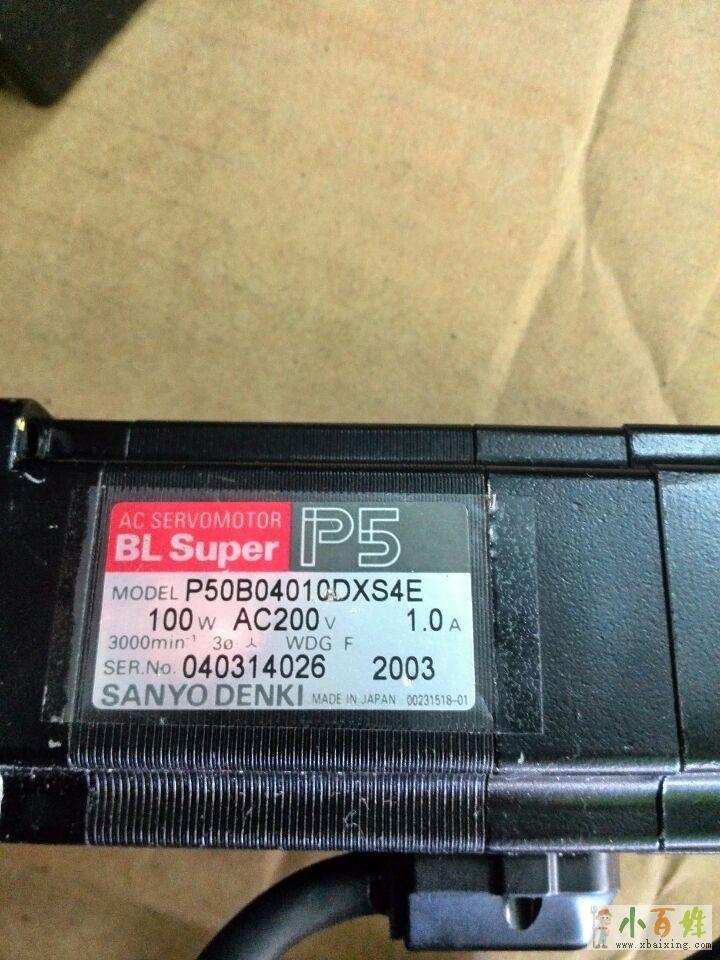 AC SERVOMOTOR
BL Super P5
MODEL P50B04010DXS4E
100W AC200V 1.0A
3000min⁻¹ 3ø 人 WDG F
SER.No. 040314026 2003
SANYO DENKI MADE IN JAPAN 00231518-01
小百姓
www.xbaixing.com